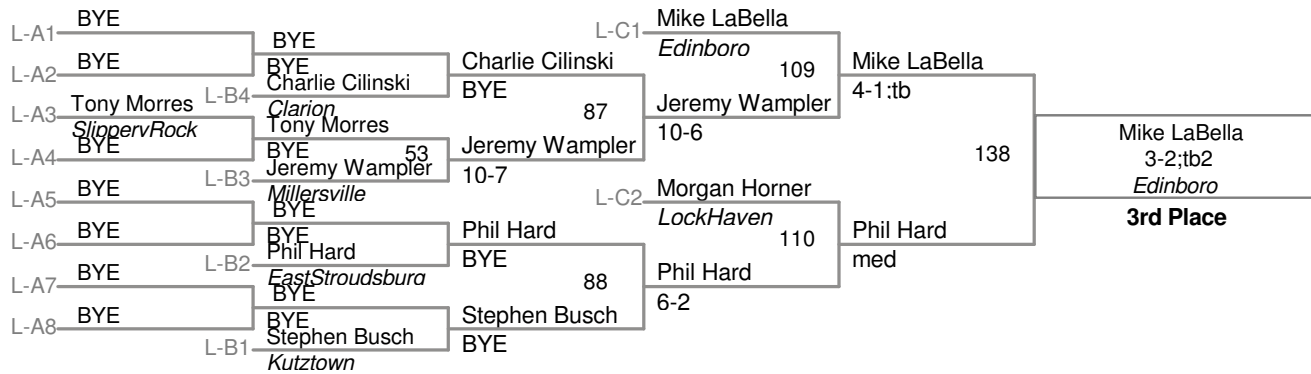 L-A1
BYE
L-A2
BYE
L-A3
Tony Morres
SlippervRock
L-A4
BYE
L-A5
BYE
L-A6
BYE
L-A7
BYE
L-A8
BYE
BYE
BYE
L-B4
Charlie Cilinski
Clarion
Tony Morres
BYE
53
L-B3
Jeremy Wampler
Millersville
BYE
BYE
L-B2
Phil Hard
EastStroudsburg
BYE
BYE
L-B1
Stephen Busch
Kutztown
Charlie Cilinski
BYE
87
Jeremy Wampler
10-7
Phil Hard
BYE
88
Stephen Busch
BYE
L-C1
Mike LaBella
Edinboro
109
Jeremy Wampler
10-6
L-C2
Morgan Horner
LockHaven
110
Phil Hard
6-2
Mike LaBella
4-1;tb
138
Phil Hard
med
Mike LaBella
3-2;tb2
Edinboro
3rd Place